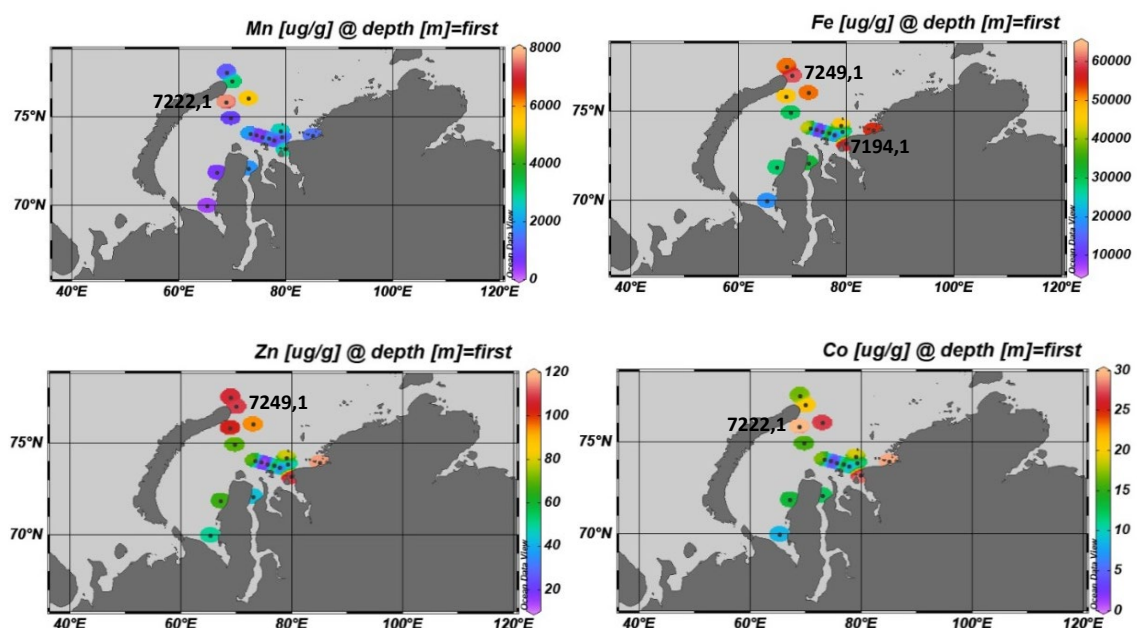 Mn [ug/g] @ depth [m]=first
75°N
70°N
7222,1
40°E 60°E 80°E 100°E 120°E
8000
6000
4000
2000
0
Ocean Data View
Fe [ug/g] @ depth [m]=first
75°N
70°N
7249,1
7194,1
40°E 60°E 80°E 100°E 120°E
60000
50000
40000
30000
20000
10000
Ocean Data View
Zn [ug/g] @ depth [m]=first
75°N
70°N
7249,1
40°E 60°E 80°E 100°E 120°E
120
100
80
60
40
20
Ocean Data View
Co [ug/g] @ depth [m]=first
75°N
70°N
7222,1
40°E 60°E 80°E 100°E 120°E
30
25
20
15
10
5
0
Ocean Data View